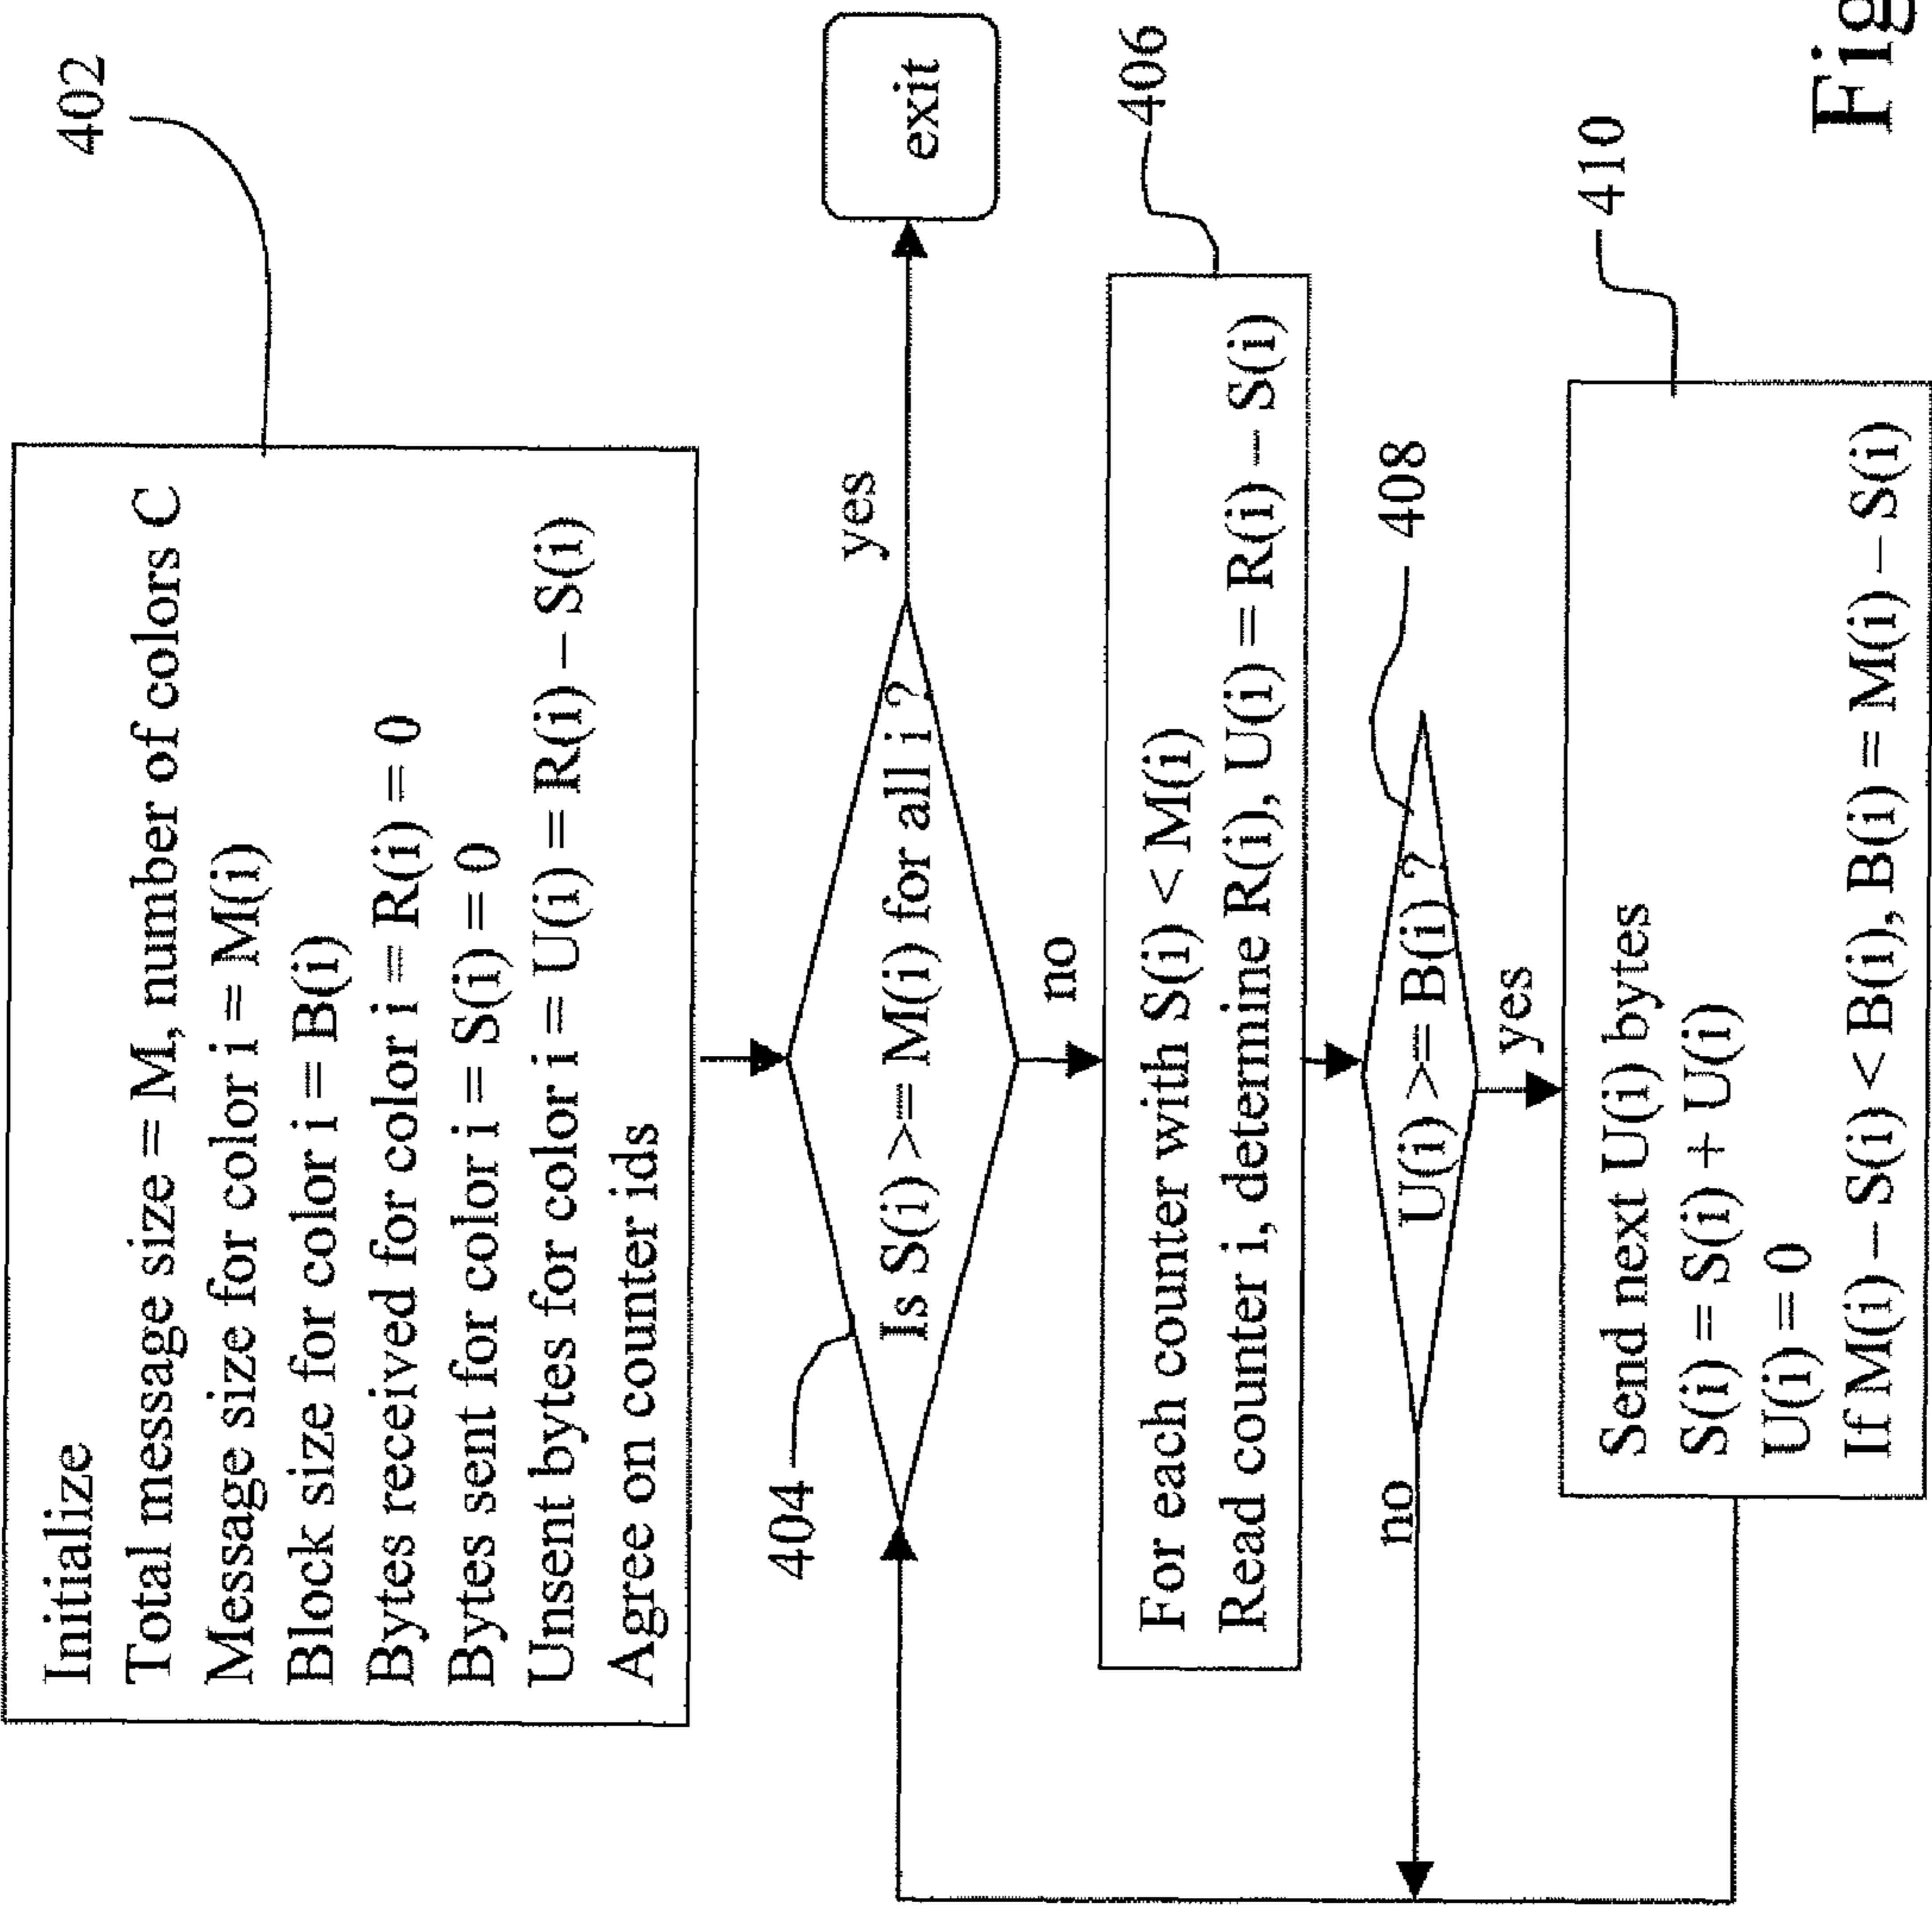 402
Initialize
Total message size = M, number of colors C
Message size for color i = M(i)
Block size for color i = B(i)
Bytes received for color i = R(i) = 0
Bytes sent for color i = S(i) = 0
Unsent bytes for color i = U(i) = R(i) – S(i)
Agree on counter ids
404
Is S(i) >= M(i) for all i ?
yes
exit
no
406
For each counter with S(i) < M(i)
Read counter i, determine R(i), U(i) = R(i) – S(i)
408
U(i) >= B(i) ?
no
yes
410
Send next U(i) bytes
S(i) = S(i) + U(i)
U(i) = 0
If M(i) – S(i) < B(i), B(i) = M(i) – S(i)
Fig